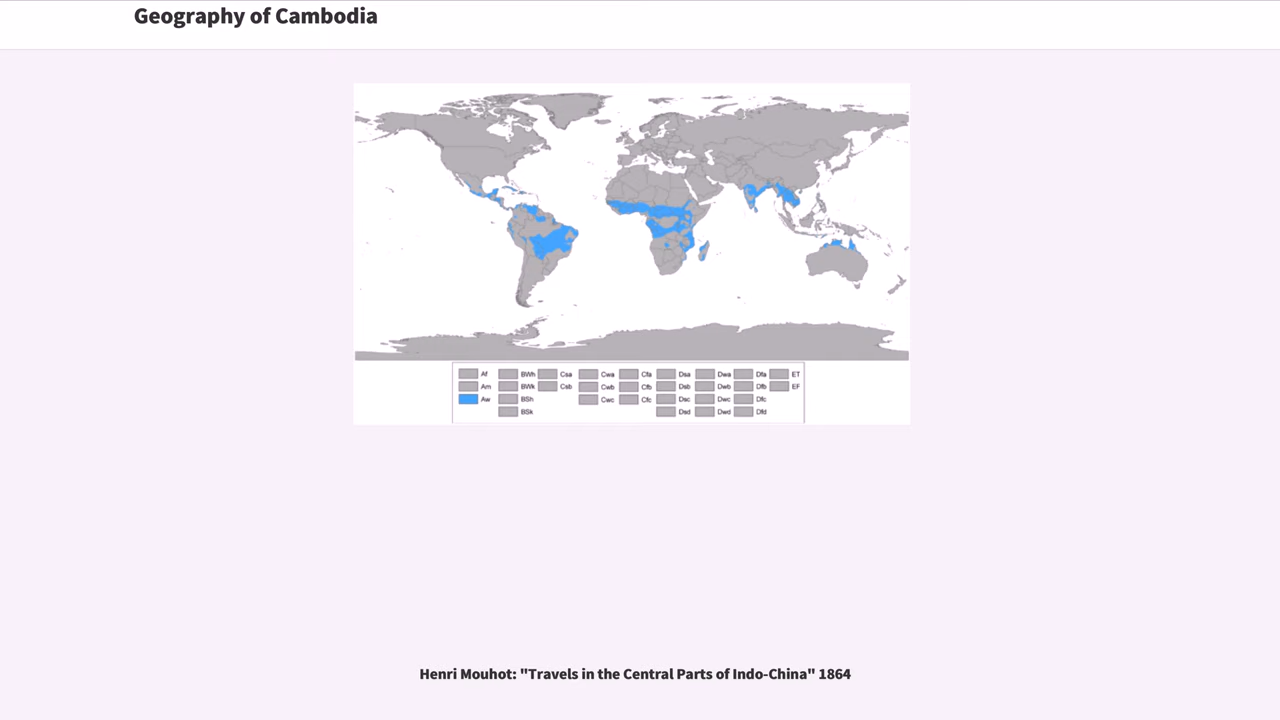 Geography of Cambodia
Af BWh Csa Cwa Cfa Dsa Dwa Dfa ET
Am BWk Csb Cwb Cfb Dsb Dwb Dfb EF
Aw BSh Cwc Cfc Dsc Dwc Dfc
BSk Dsd Dwd Dfd
Henri Mouhot: "Travels in the Central Parts of Indo-China" 1864